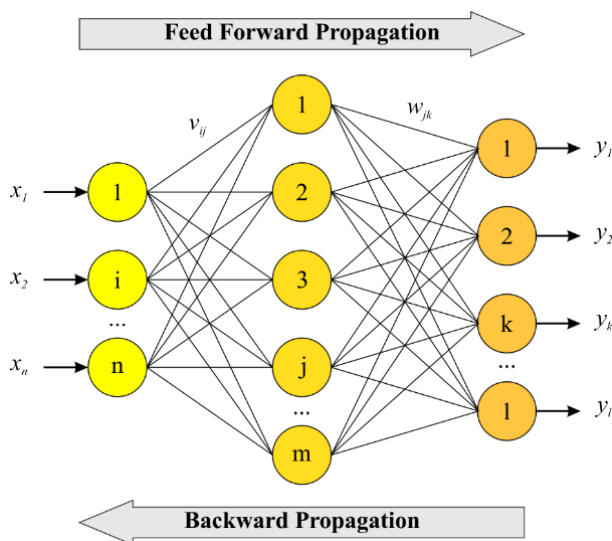 Feed Forward Propagation
v_ij
w_jk
x_1
x_2
x_n
1
i
...
n
1
2
3
j
...
m
1
2
k
...
l
y_1
y_2
y_k
y_l
Backward Propagation